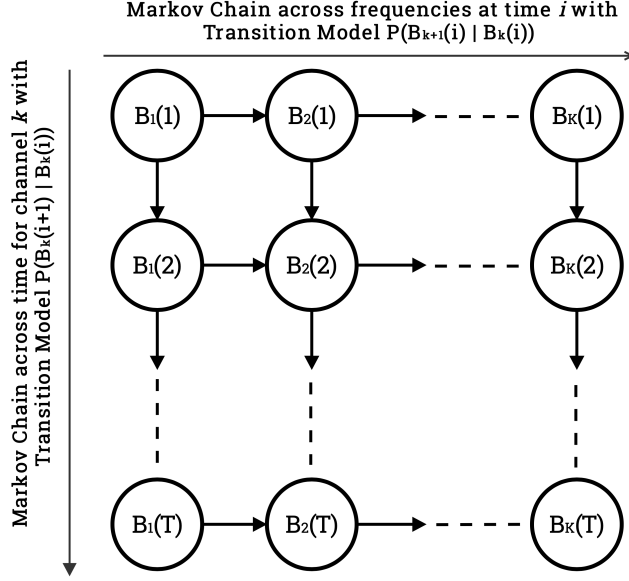 Markov Chain across frequencies at time i with
Transition Model P(Bk+1(i) | Bk(i))
Markov Chain across time for channel k with
Transition Model P(Bk(i+1) | Bk(i))
B1(1)
B2(1)
BK(1)
B1(2)
B2(2)
BK(2)
B1(T)
B2(T)
BK(T)